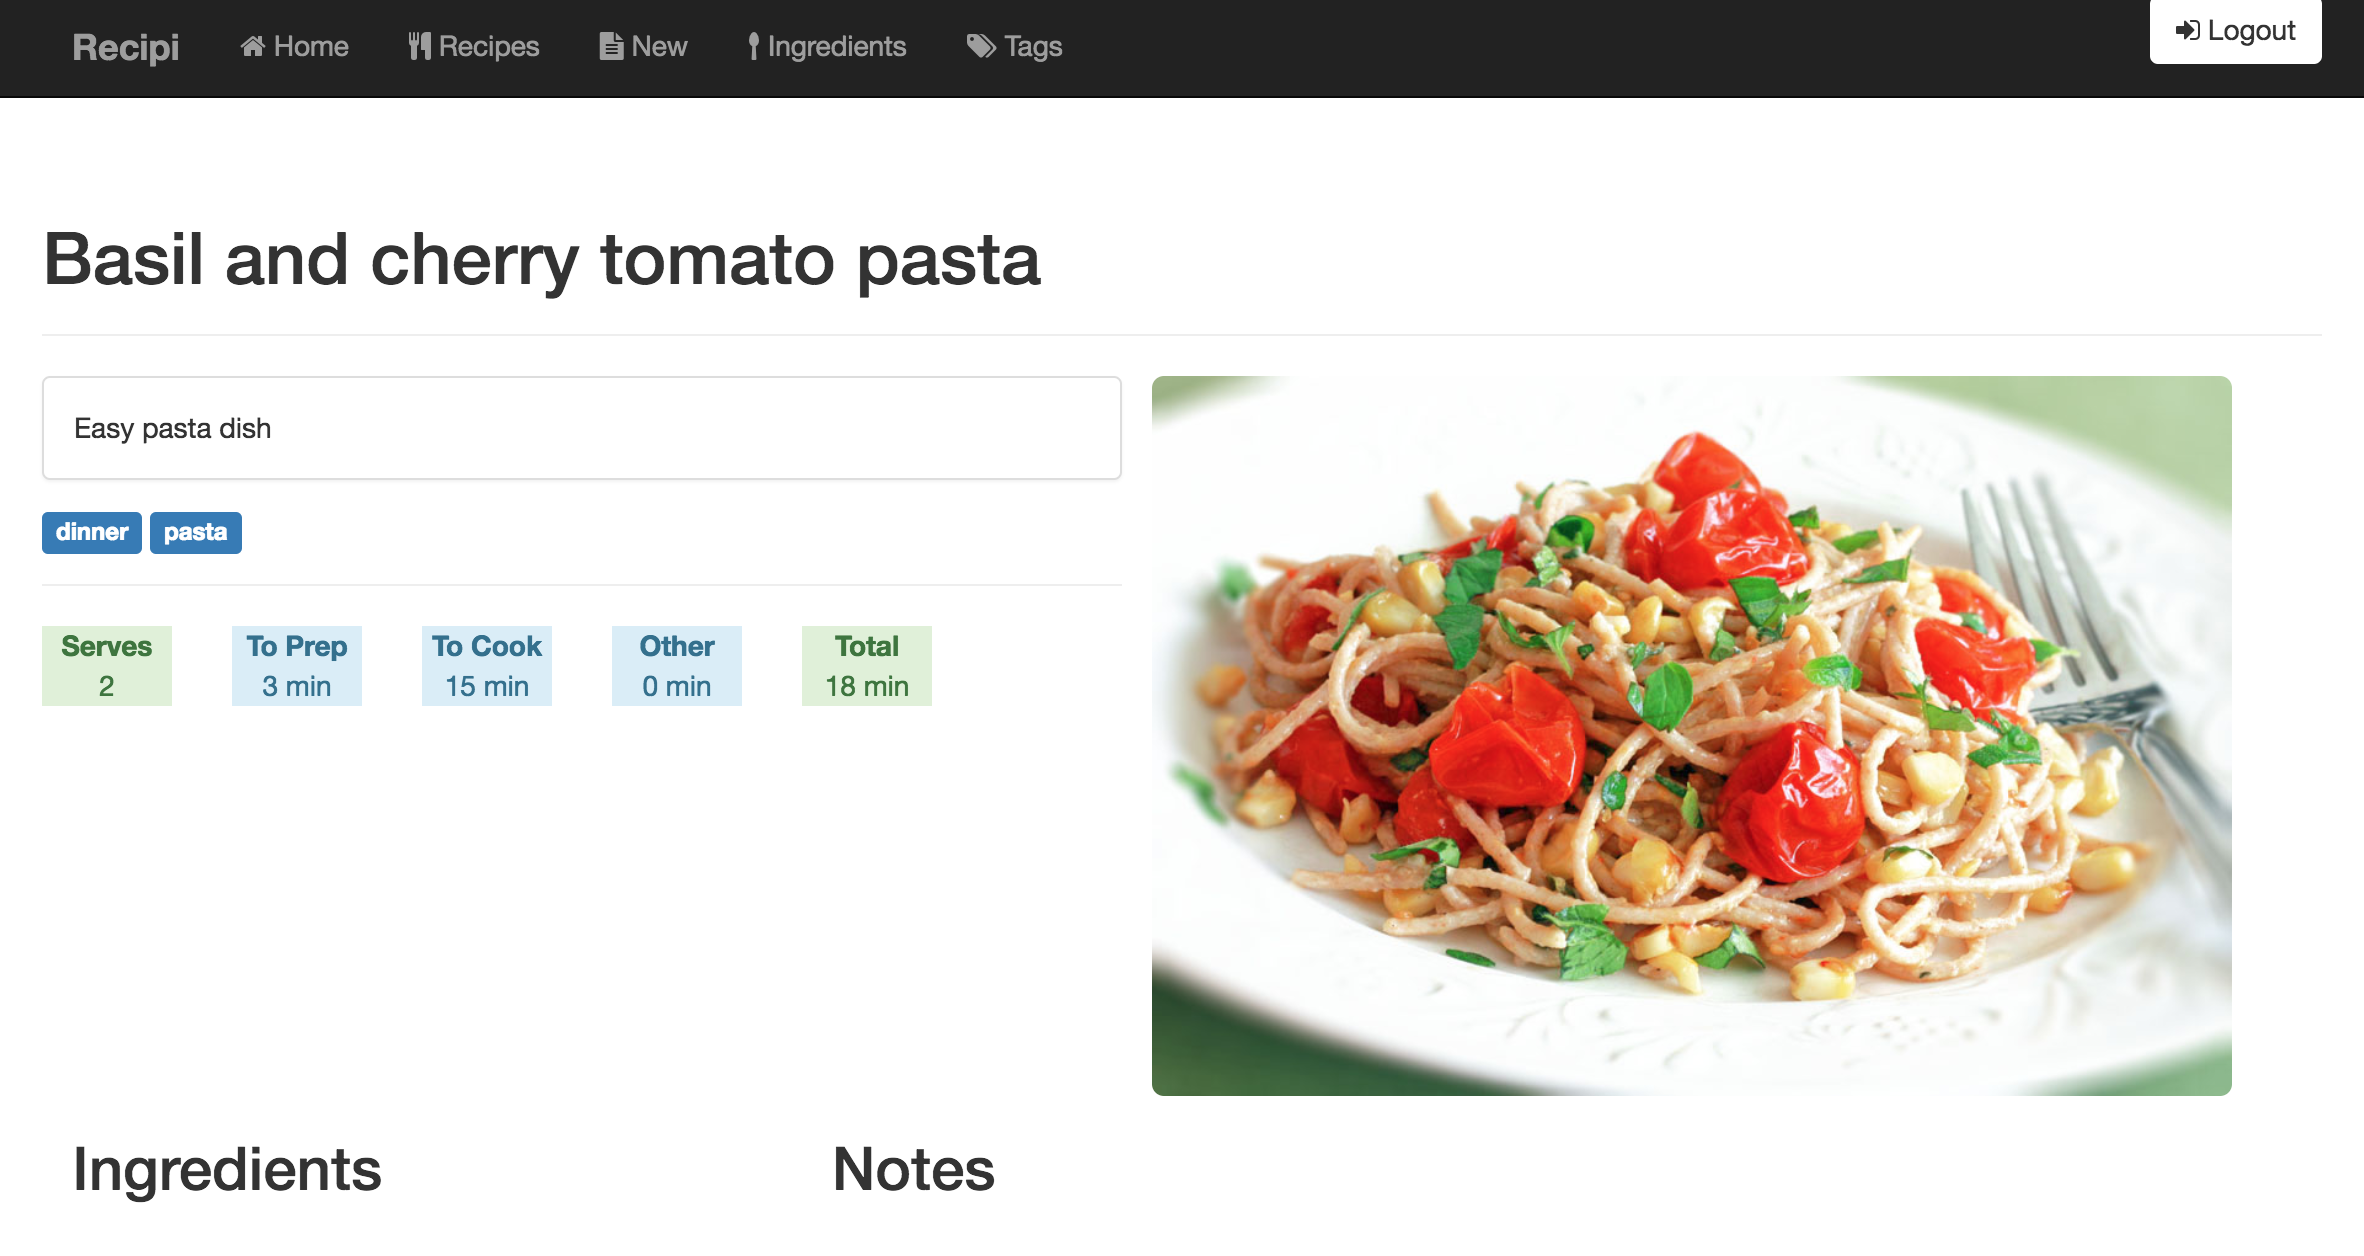 Recipi Home Recipes New Ingredients Tags Logout
Basil and cherry tomato pasta
Easy pasta dish
dinner pasta
Serves To Prep To Cook Other Total
2 3 min 15 min 0 min 18 min
Ingredients Notes